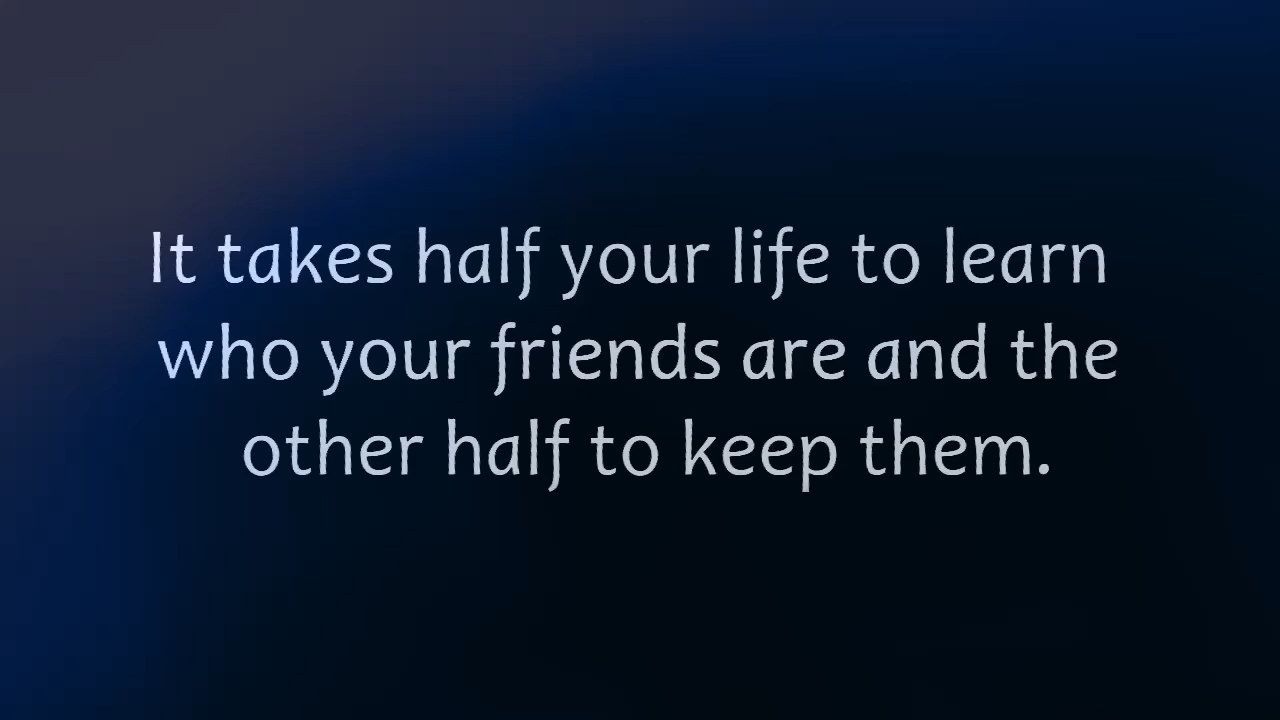 It takes half your life to learn
who your friends are and the
other half to keep them.